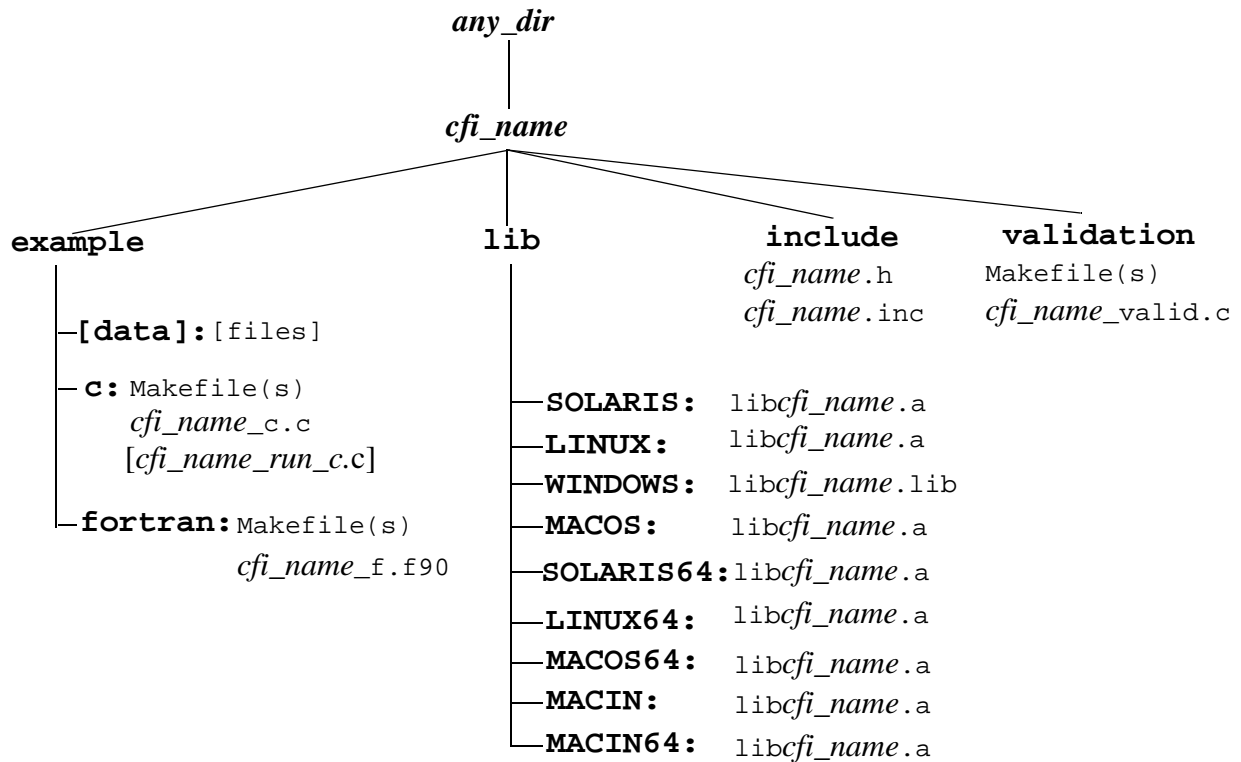 any_dir
cfi_name
example
[data]: [files]
c: Makefile(s)
cfi_name_c.c
[cfi_name_run_c.c]
fortran: Makefile(s)
cfi_name_f.f90
lib
SOLARIS: libcfi_name.a
LINUX: libcfi_name.a
WINDOWS: libcfi_name.lib
MACOS: libcfi_name.a
SOLARIS64: libcfi_name.a
LINUX64: libcfi_name.a
MACOS64: libcfi_name.a
MACIN: libcfi_name.a
MACIN64: libcfi_name.a
include
cfi_name.h
cfi_name.inc
validation
Makefile(s)
cfi_name_valid.c